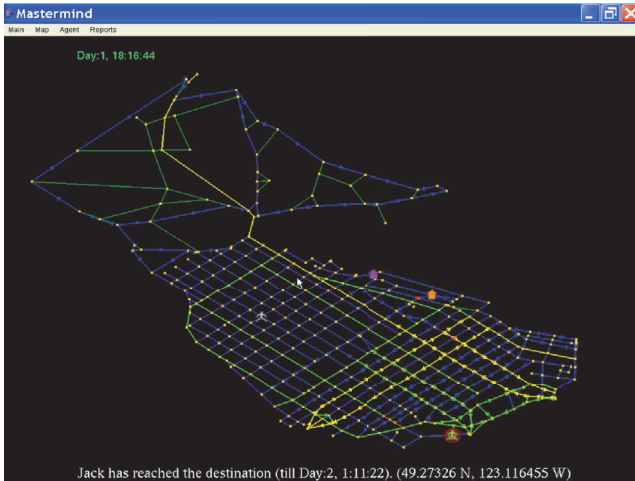 Mastermind
Main Map Agent Reports
Day:1, 18:16:44
Jack has reached the destination (till Day:2, 1:11:22). (49.27326 N, 123.116455 W)